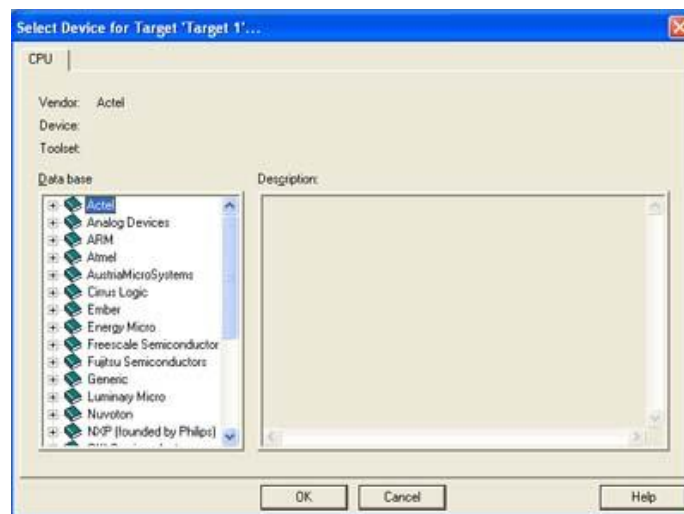 Select Device for Target 'Target 1'...
CPU
Vendor: Actel
Device:
Toolset:
Data base
Description:
Actel
Analog Devices
ARM
Atmel
AustriaMicroSystems
Cirrus Logic
Ember
Energy Micro
Freescale Semiconductor
Fujitsu Semiconductors
Generic
Luminary Micro
Nuvoton
NXP (founded by Philips)
OK
Cancel
Help